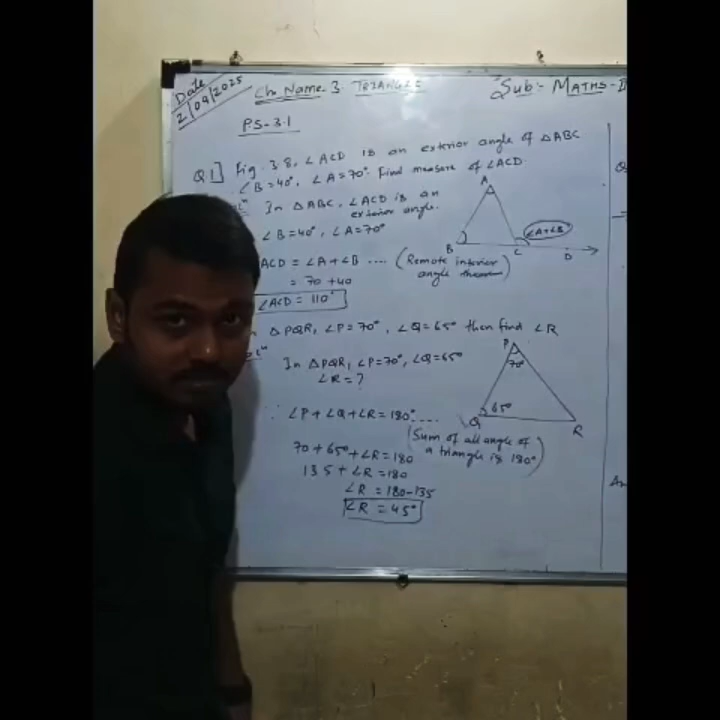 Date
2/09/2025
Ch. Name. 3 TRIANGLE
Sub:- MATHS-II
P.S-3.1
Q1] Fig. 3.8, ∠ACD is an exterior angle of △ABC
∠B=40°, ∠A=70°. Find measure of ∠ACD.
In △ABC, ∠ACD is an
exterior angle.
∠B=40°, ∠A=70°
ACD = ∠A+∠B .... (Remote interior
angle theorem)
= 70+40
∠ACD = 110°
A
B
C
D
∠A+∠B
△PQR, ∠P=70°, ∠Q=65° then find ∠R
In △PQR, ∠P=70°, ∠Q=65°
∠R=?
∠P+∠Q+∠R=180°....
(Sum of all angle of
a triangle is 180°)
70+65°+∠R=180
135+∠R=180
∠R=180-135
∠R=45°
P
70°
65°
Q
R